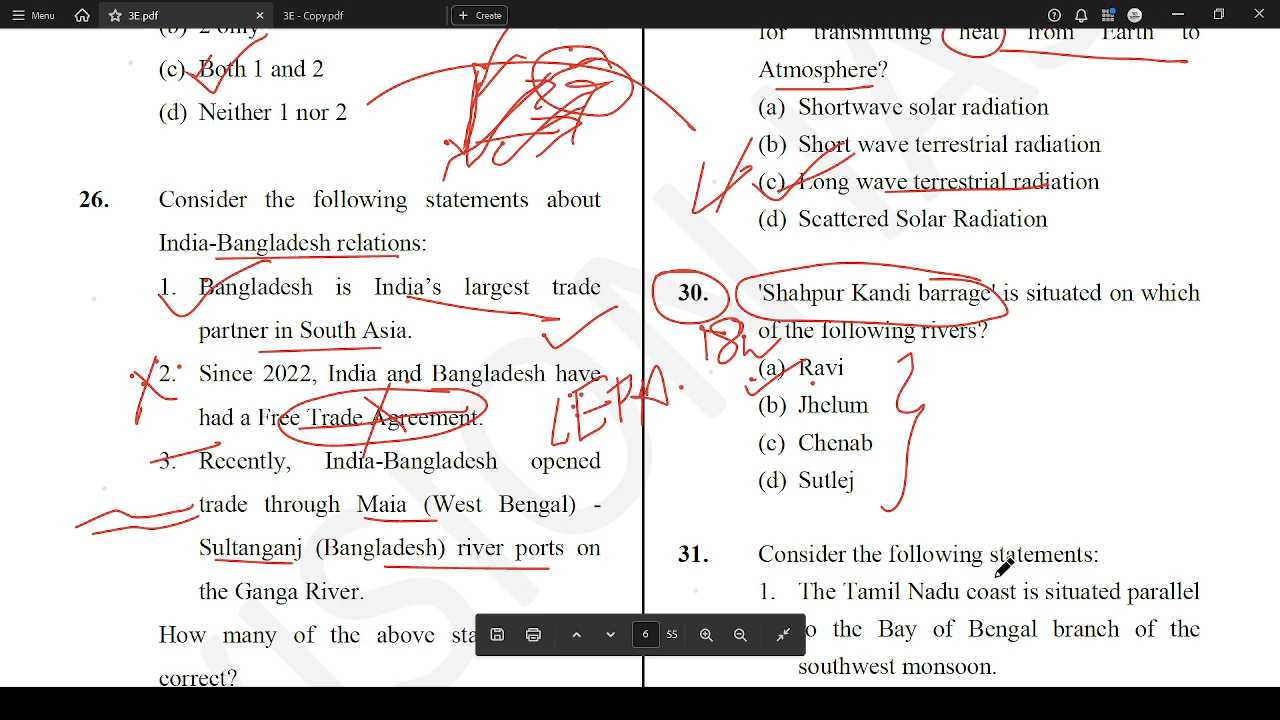 Menu
3E.pdf
3E - Copy.pdf
Create
(b) 2 only
(c) Both 1 and 2
(d) Neither 1 nor 2
26. Consider the following statements about
India-Bangladesh relations:
1. Bangladesh is India's largest trade
partner in South Asia.
2. Since 2022, India and Bangladesh have
had a Free Trade Agreement.
3. Recently, India-Bangladesh opened
trade through Maia (West Bengal) -
Sultanganj (Bangladesh) river ports on
the Ganga River.
How many of the above sta
correct?
for transmitting heat from Earth to
Atmosphere?
(a) Shortwave solar radiation
(b) Short wave terrestrial radiation
(c) Long wave terrestrial radiation
(d) Scattered Solar Radiation
30. 'Shahpur Kandi barrage' is situated on which
of the following rivers?
(a) Ravi
(b) Jhelum
(c) Chenab
(d) Sutlej
31. Consider the following statements:
1. The Tamil Nadu coast is situated parallel
to the Bay of Bengal branch of the
southwest monsoon.
6 55
VISION IAS